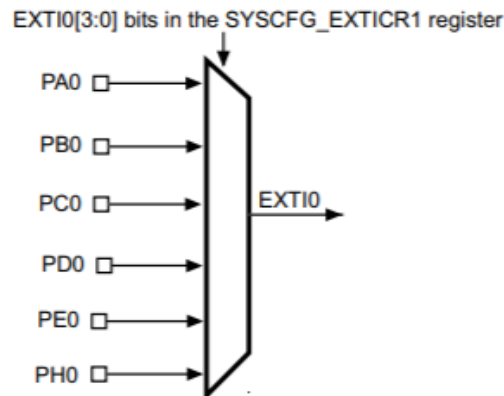 EXTI0[3:0] bits in the SYSCFG_EXTICR1 register
PA0
PB0
PC0
EXTI0
PD0
PE0
PH0